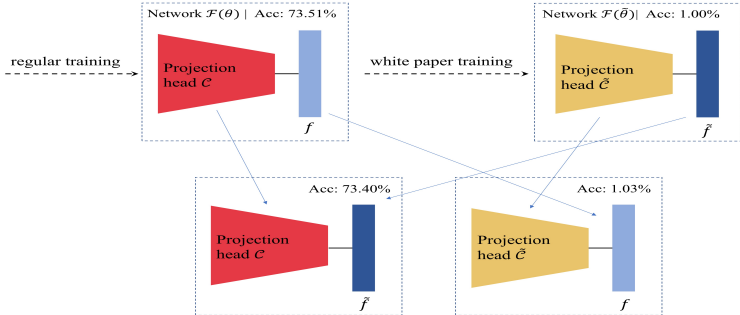 Network ℱ(θ) | Acc: 73.51%
Network ℱ(θ̃)| Acc: 1.00%
regular training
white paper training
Projection
head 𝒞
f
Projection
head 𝒞̃
f̃
Acc: 73.40%
Acc: 1.03%
Projection
head 𝒞
f̃
Projection
head 𝒞̃
f